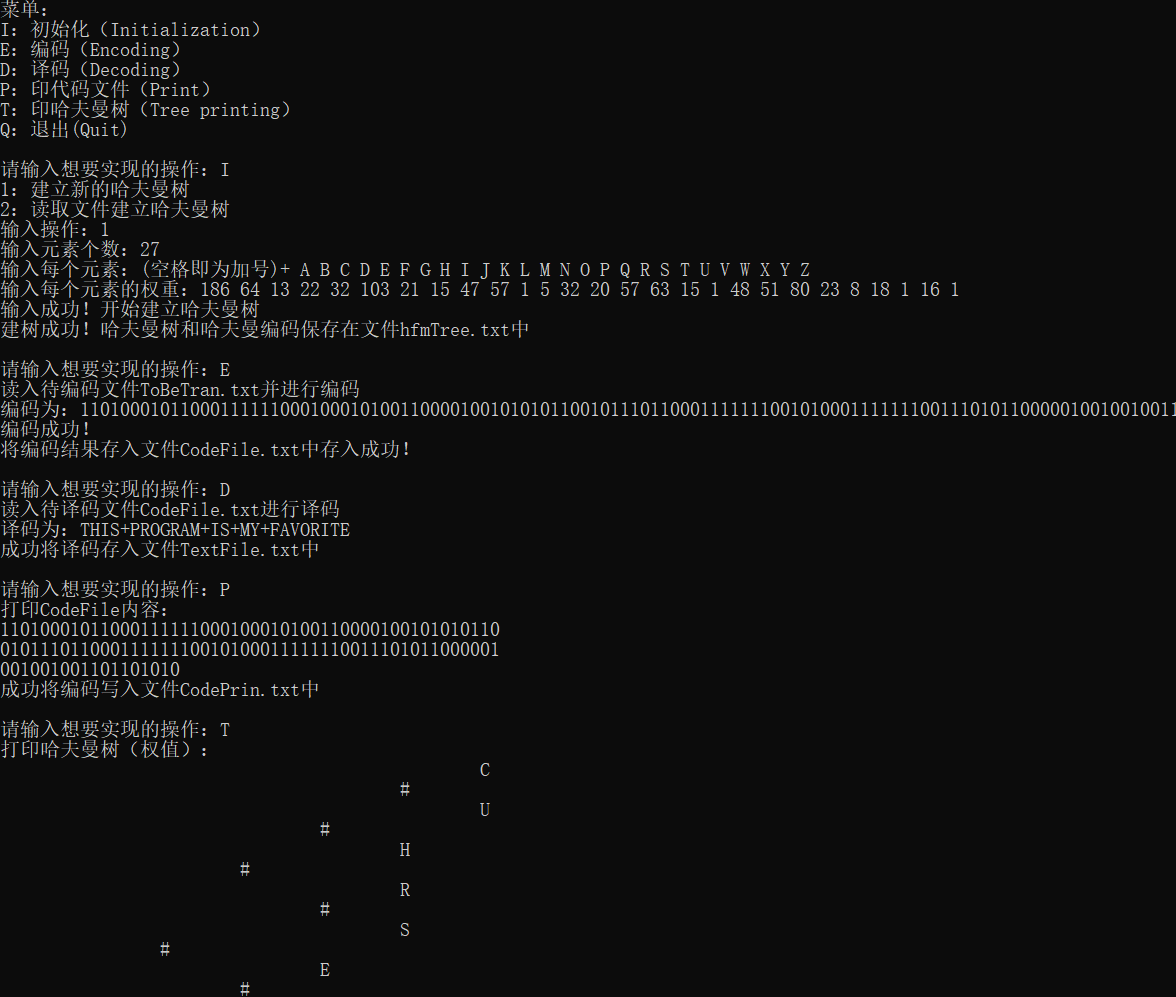 菜单:
I: 初始化（Initialization）
E: 编码（Encoding）
D: 译码（Decoding）
P: 印代码文件（Print）
T: 印哈夫曼树（Tree printing）
Q: 退出(Quit)
请输入想要实现的操作: I
1: 建立新的哈夫曼树
2: 读取文件建立哈夫曼树
输入操作: 1
输入元素个数: 27
输入每个元素: (空格即为加号)+ A B C D E F G H I J K L M N O P Q R S T U V W X Y Z
输入每个元素的权重: 186 64 13 22 32 103 21 15 47 57 1 5 32 20 57 63 15 1 48 51 80 23 8 18 1 16 1
输入成功! 开始建立哈夫曼树
建树成功! 哈夫曼树和哈夫曼编码保存在文件hfmTree.txt中
请输入想要实现的操作: E
读入待编码文件ToBeTran.txt并进行编码
编码为: 11010001011000111111000100010100110000100101010110010111011000111111100101000111111100111010110000010010010011
编码成功!
将编码结果存入文件CodeFile.txt中存入成功!
请输入想要实现的操作: D
读入待译码文件CodeFile.txt进行译码
译码为: THIS+PROGRAM+IS+MY+FAVORITE
成功将译码存入文件TextFile.txt中
请输入想要实现的操作: P
打印CodeFile内容:
11010001011000111111000100010100110000100101010110
01011101100011111110010100011111110011101011000001
001001001101101010
成功将编码写入文件CodePrin.txt中
请输入想要实现的操作: T
打印哈夫曼树（权值）:
C
#
U
#
H
#
R
#
S
#
E
#